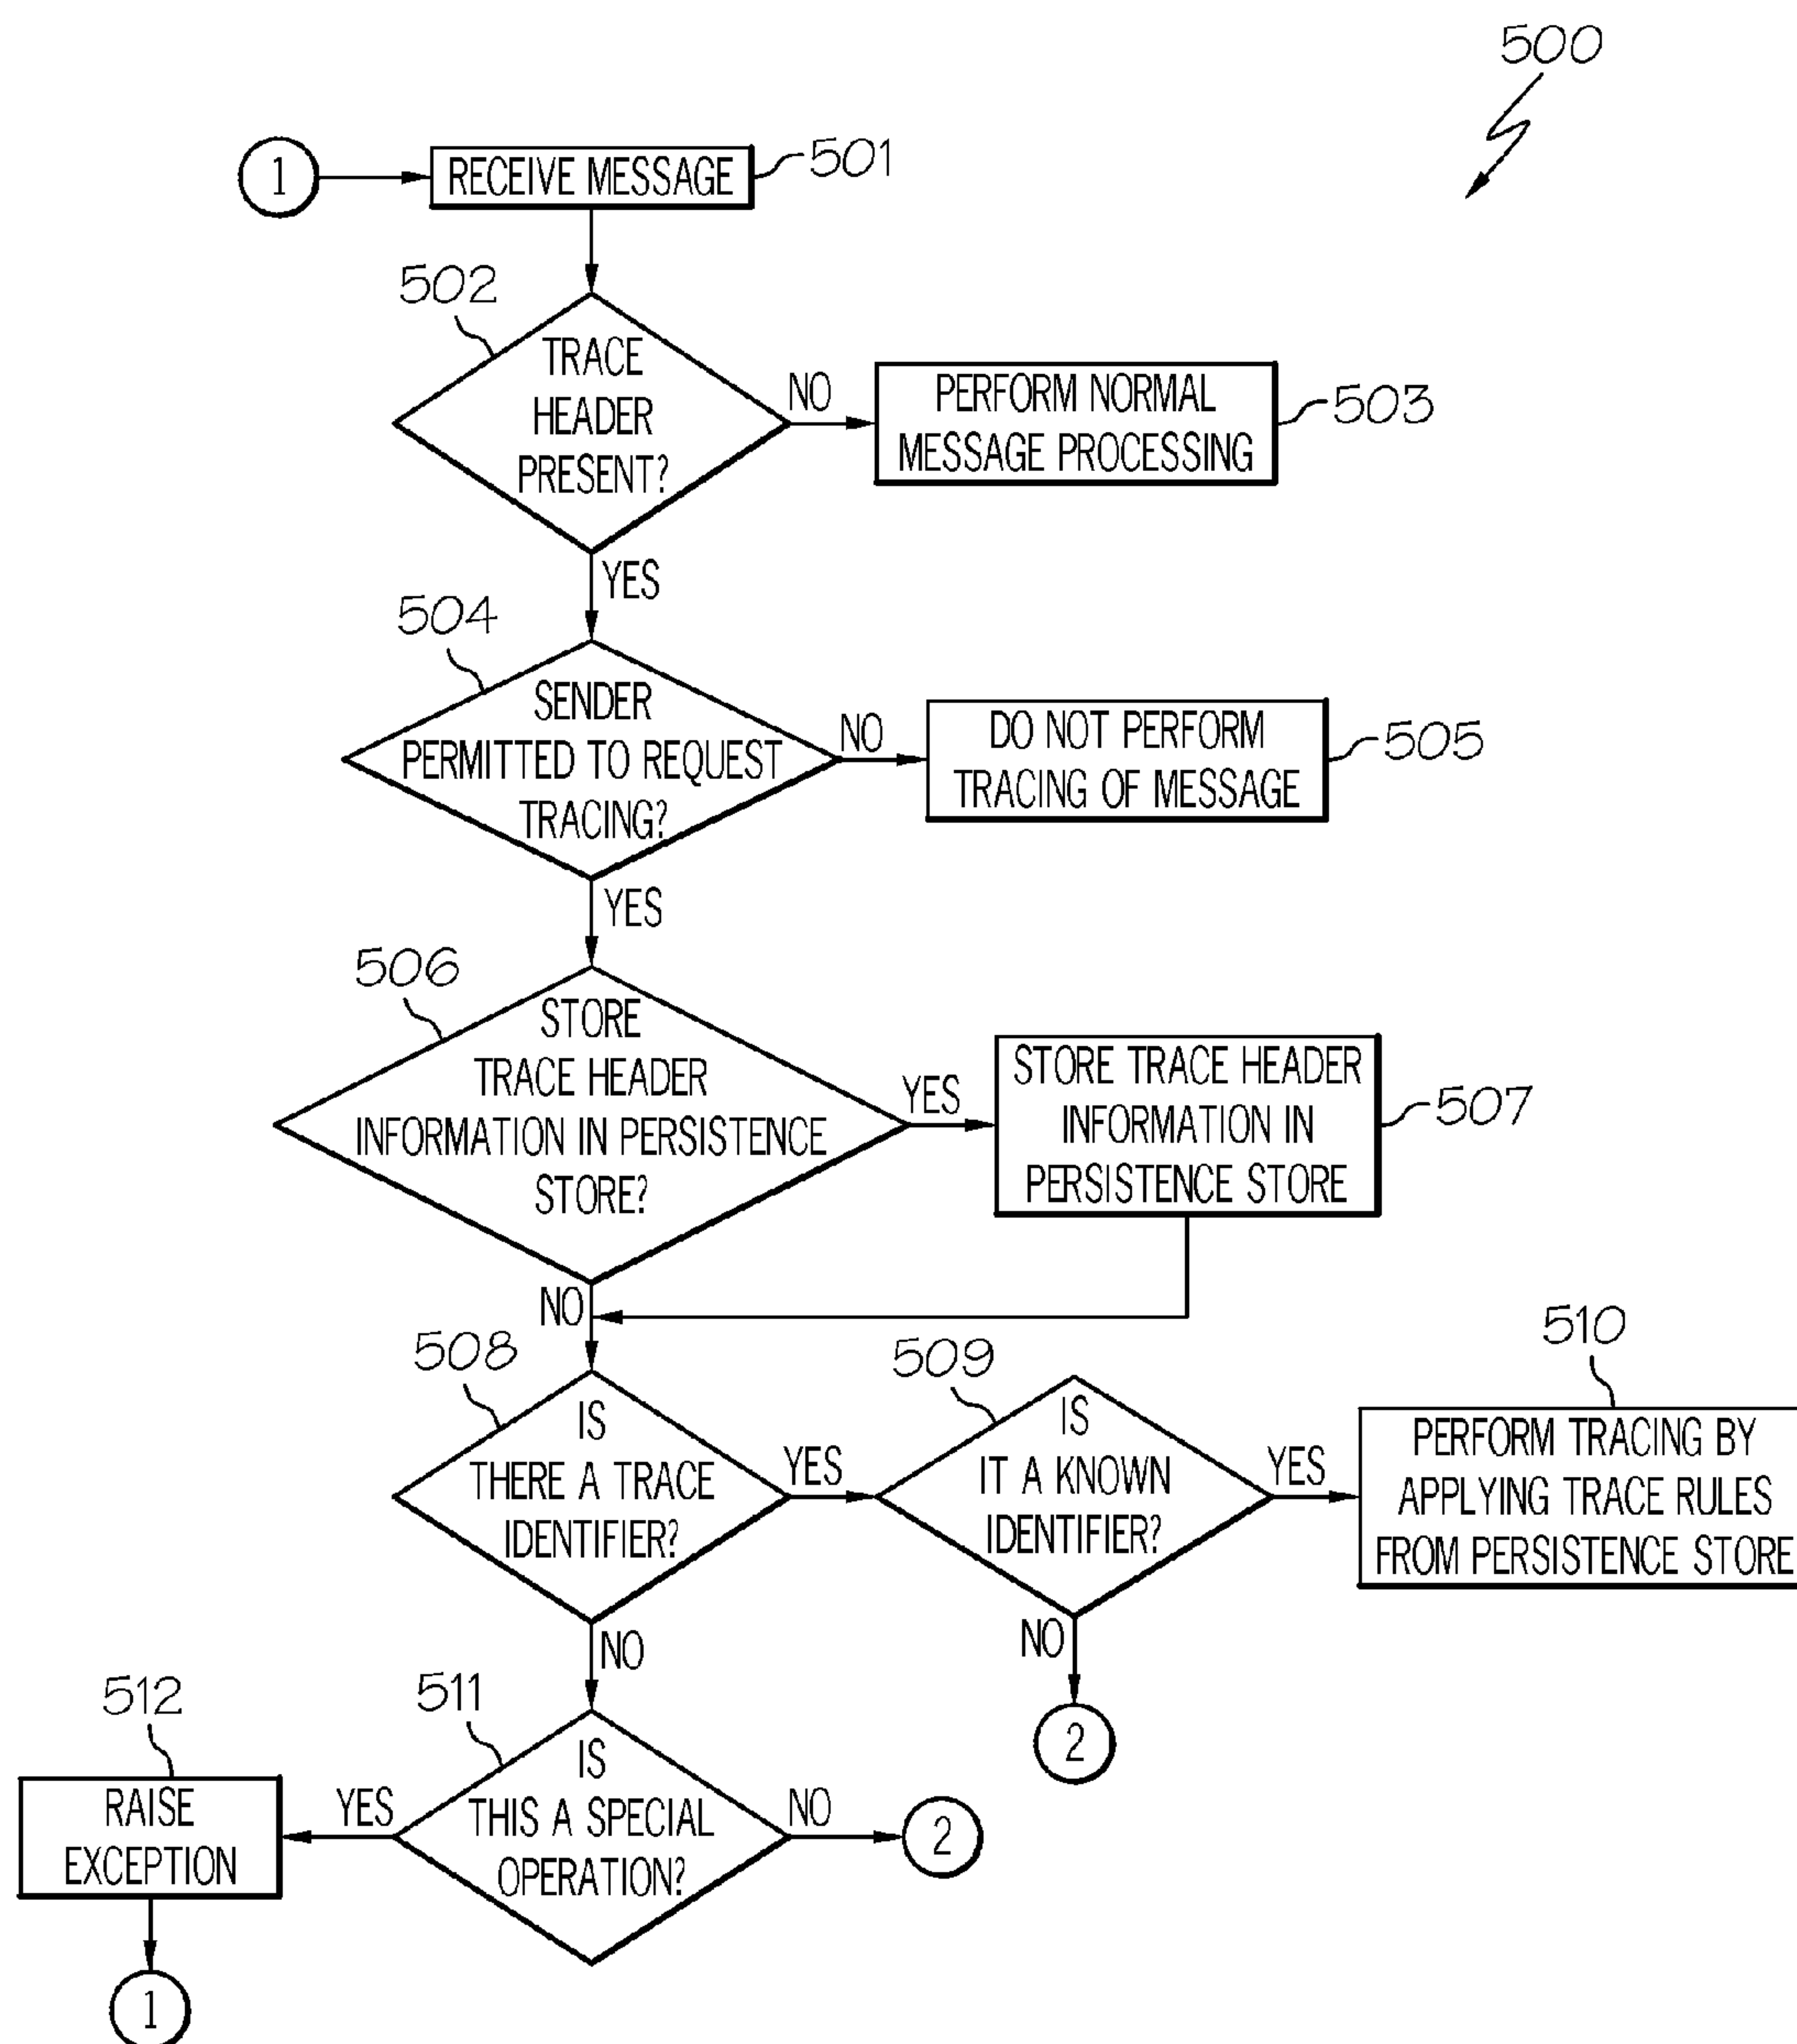 500
1
RECEIVE MESSAGE
501
502
TRACE
HEADER
PRESENT?
NO
PERFORM NORMAL
MESSAGE PROCESSING
503
YES
504
SENDER
PERMITTED TO REQUEST
TRACING?
NO
DO NOT PERFORM
TRACING OF MESSAGE
505
YES
506
STORE
TRACE HEADER
INFORMATION IN PERSISTENCE
STORE?
YES
STORE TRACE HEADER
INFORMATION IN
PERSISTENCE STORE
507
NO
508
IS
THERE A TRACE
IDENTIFIER?
YES
509
IS
IT A KNOWN
IDENTIFIER?
YES
510
PERFORM TRACING BY
APPLYING TRACE RULES
FROM PERSISTENCE STORE
NO
2
NO
511
IS
THIS A SPECIAL
OPERATION?
NO
2
YES
512
RAISE
EXCEPTION
1